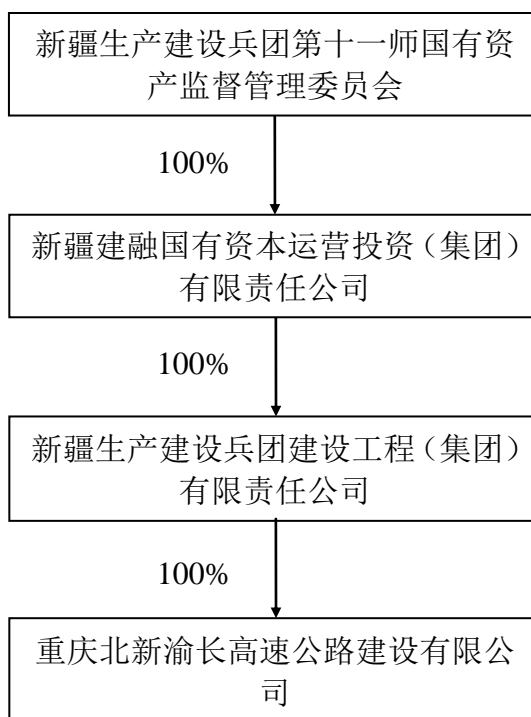 新疆生产建设兵团第十一师国有资
产监督管理委员会
100%
新疆建融国有资本运营投资（集团）
有限责任公司
100%
新疆生产建设兵团建设工程（集团）
有限责任公司
100%
重庆北新渝长高速公路建设有限公
司